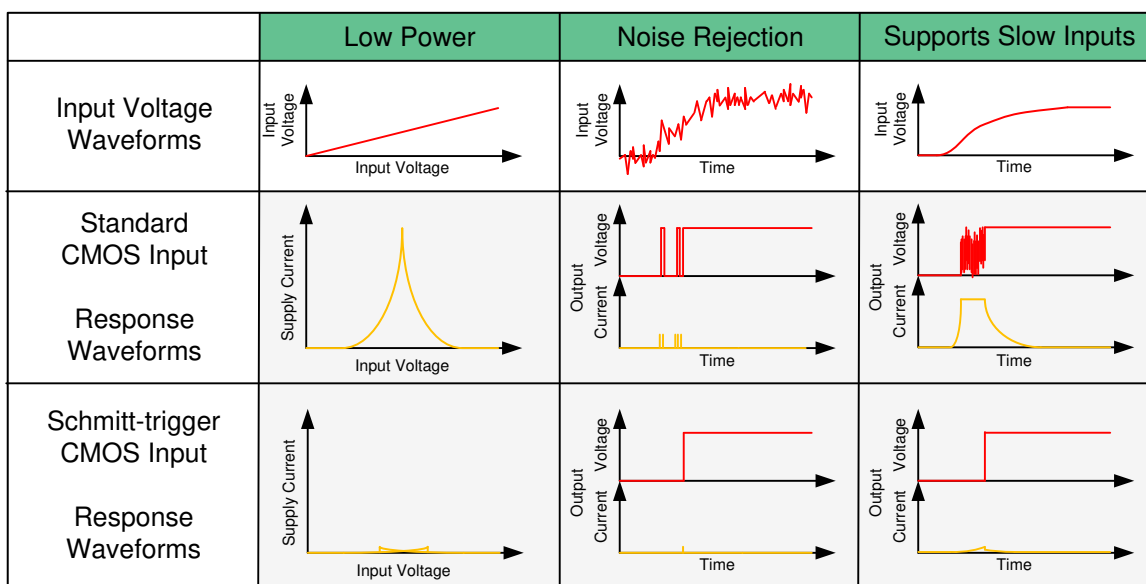 Low Power
Noise Rejection
Supports Slow Inputs
Input Voltage
Waveforms
Input
Voltage
Input Voltage
Input
Voltage
Time
Input
Voltage
Time
Standard
CMOS Input
Response
Waveforms
Supply Current
Input Voltage
Output
Voltage
Current
Time
Output
Voltage
Current
Time
Schmitt-trigger
CMOS Input
Response
Waveforms
Supply Current
Input Voltage
Output
Voltage
Current
Time
Output
Voltage
Current
Time